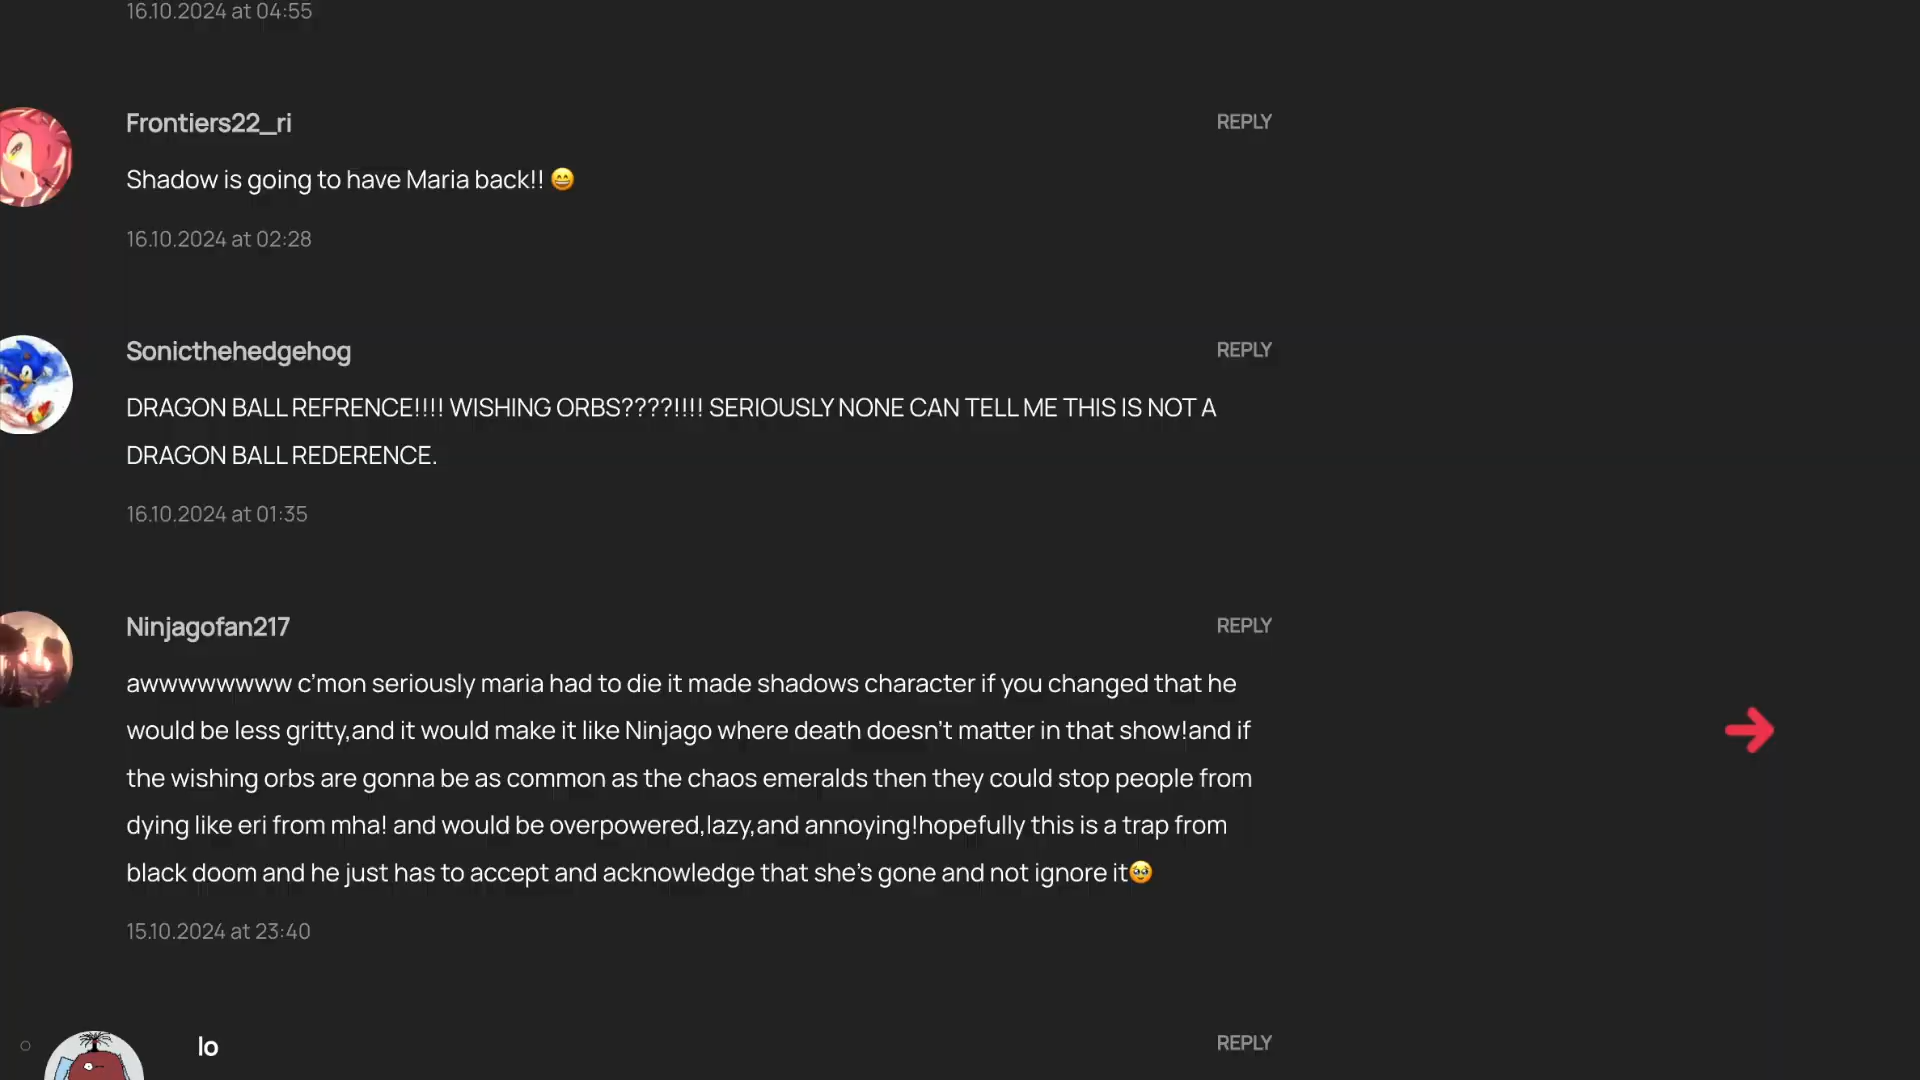 16.10.2024 at 04:55
Frontiers22_ri
REPLY
Shadow is going to have Maria back!! 😄
16.10.2024 at 02:28
Sonicthehedgehog
REPLY
DRAGON BALL REFRENCE!!!! WISHING ORBS????!!!! SERIOUSLY NONE CAN TELL ME THIS IS NOT A
DRAGON BALL REDERENCE.
16.10.2024 at 01:35
Ninjagofan217
REPLY
awwwwwwww c’mon seriously maria had to die it made shadows character if you changed that he
would be less gritty,and it would make it like Ninjago where death doesn’t matter in that show!and if
the wishing orbs are gonna be as common as the chaos emeralds then they could stop people from
dying like eri from mha! and would be overpowered,lazy,and annoying!hopefully this is a trap from
black doom and he just has to accept and acknowledge that she’s gone and not ignore it🥹
15.10.2024 at 23:40
lo
REPLY